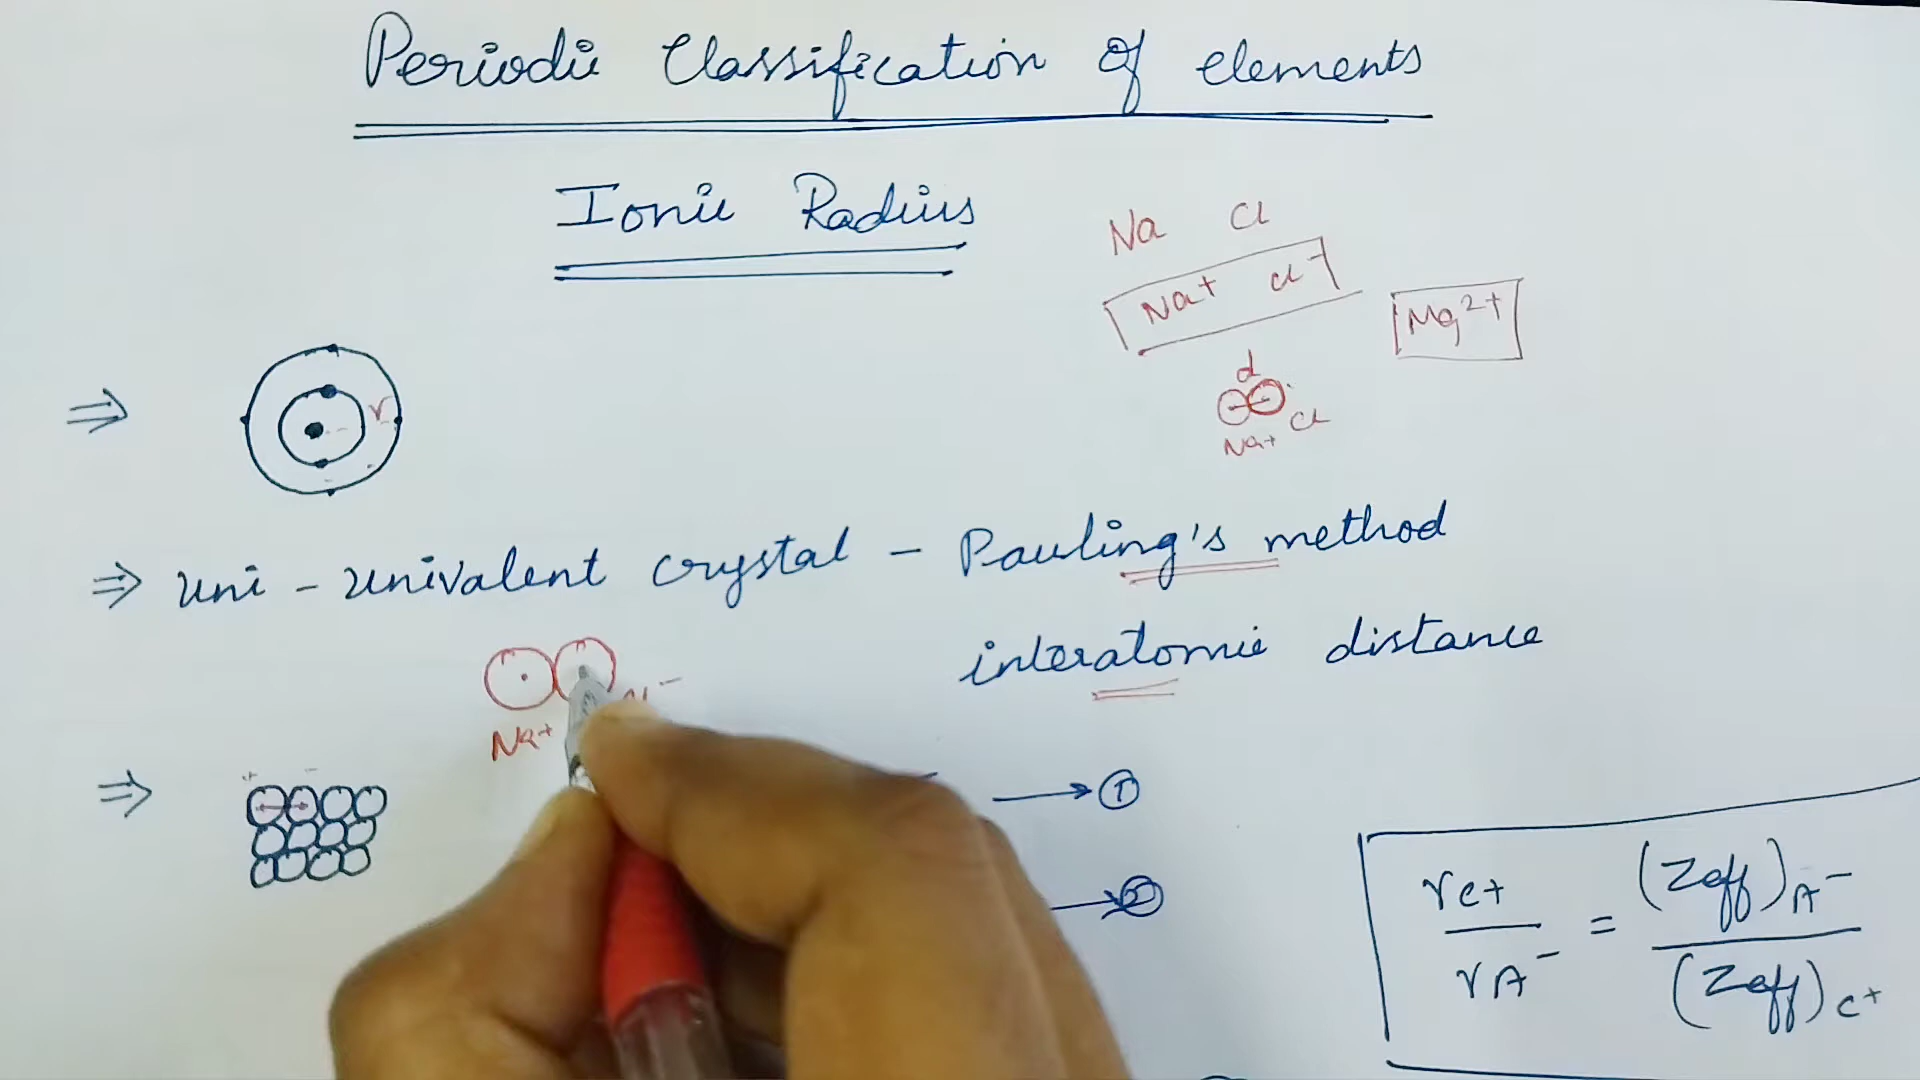 Periodic Classification Of elements
Ionic Radius
Na Cl
Na+ Cl-
Mg2+
r
d
Na+ Cl
⇒ uni-univalent crystal - Pauling's method
interatomic distance
Na+
+ -
→ ①
→ ②
rC+ / rA- = (Zeff)A- / (Zeff)C+